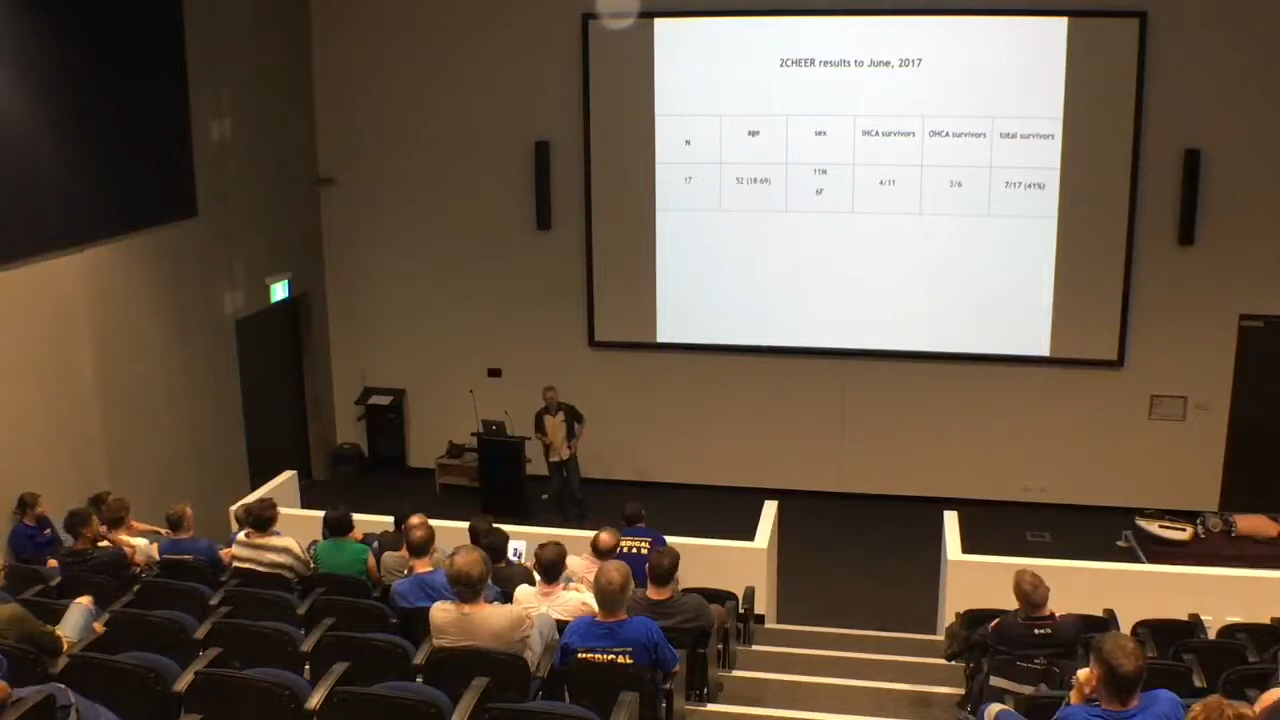 2CHEER results to June, 2017
N age sex IHCA survivors OHCA survivors total survivors
17 52 (18-69) 11M 6F 4/11 3/6 7/17 (41%)
MEDICAL
TEAM
MEDICAL